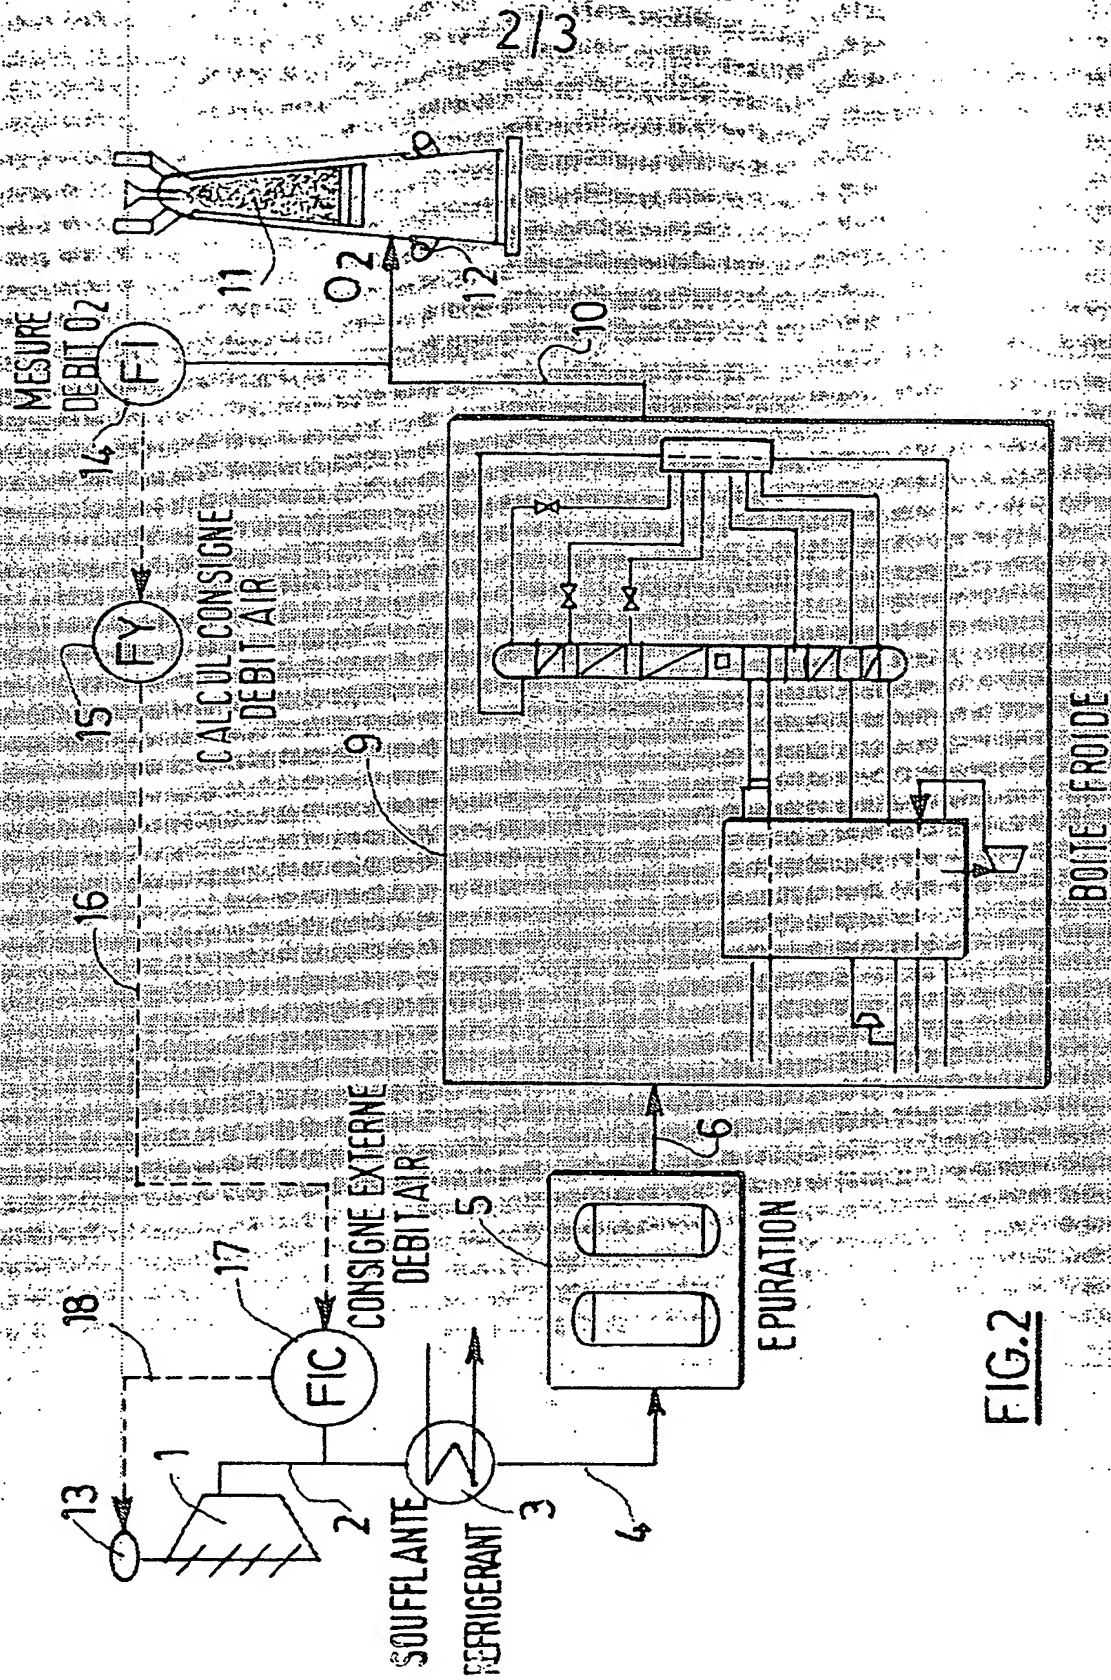 2/3
MESURE
DEBIT O2
FI
14
FY
15
CALCUL CONSIGNE
DEBIT AIR
16
11
O2
12
10
9
BOITE FROIDE
CONSIGNE EXTERNE
DEBIT AIR
17
FIC
18
13
1
2
SOUFFLANTE
REFRIGERANT
3
4
5
EPURATION
6
FIG.2